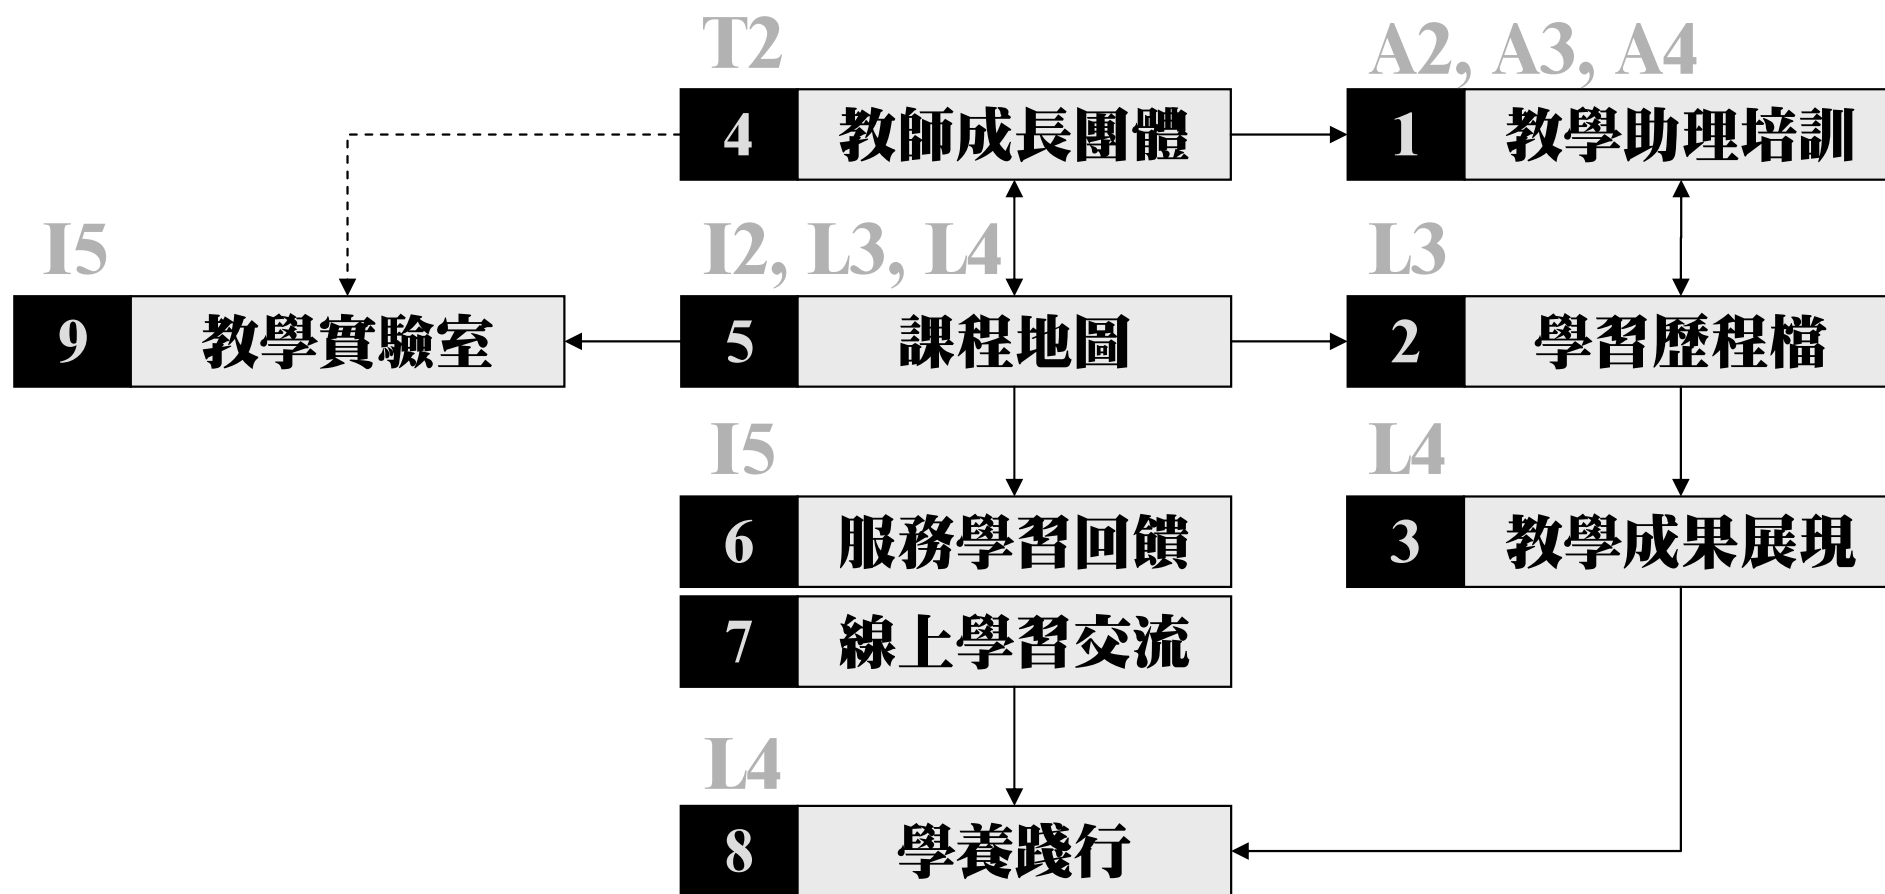 T2
A2, A3, A4
4 教師成長團體
1 教學助理培訓
I5
I2, L3, L4
L3
9 教學實驗室
5 課程地圖
2 學習歷程檔
I5
L4
6 服務學習回饋
3 教學成果展現
7 線上學習交流
L4
8 學養踐行